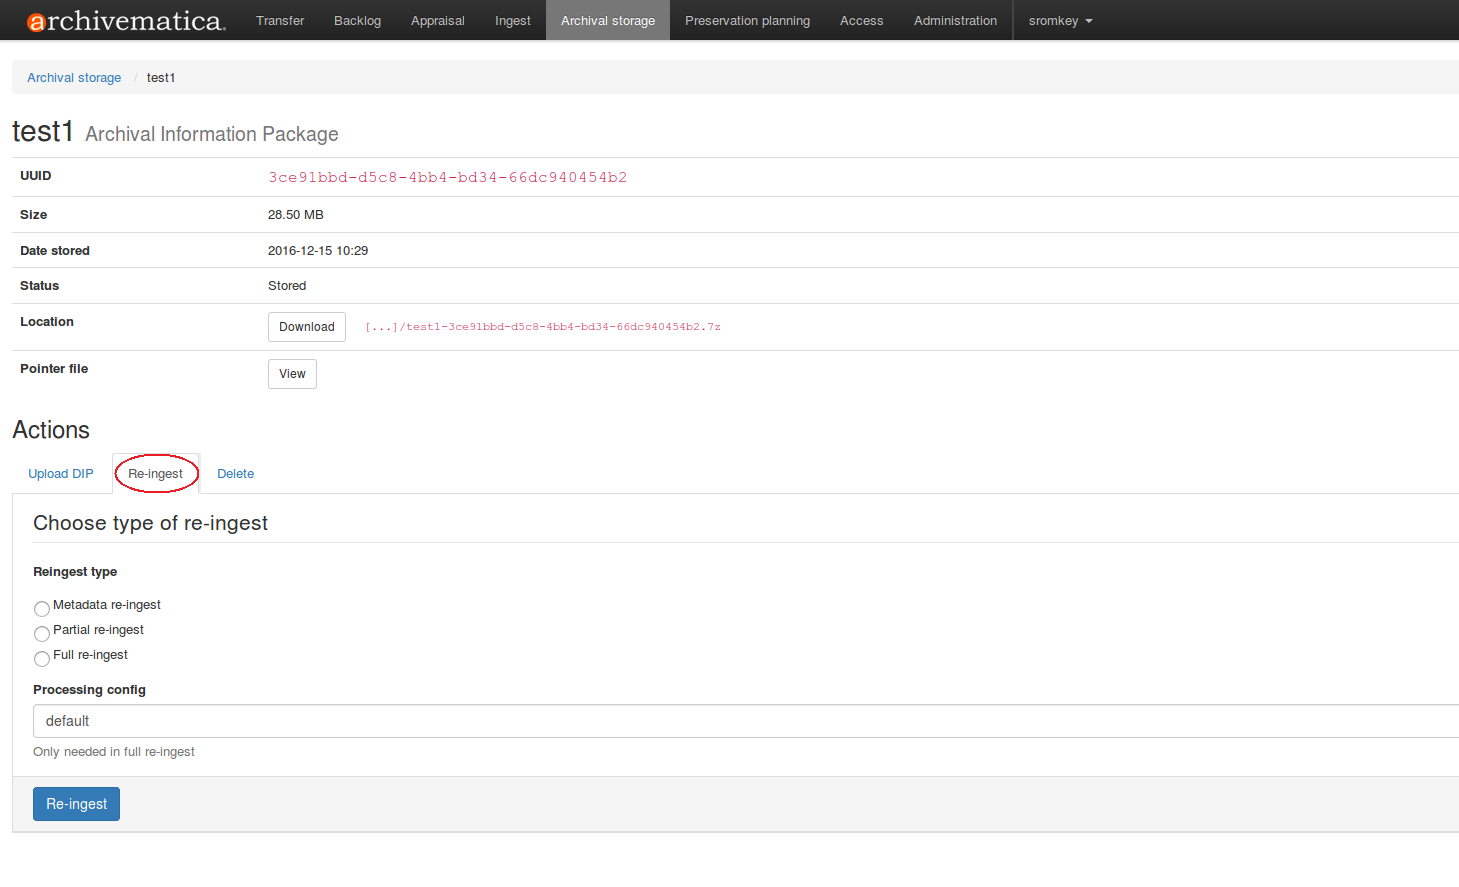 archivematica.
Transfer Backlog Appraisal Ingest Archival storage Preservation planning Access Administration sromkey
Archival storage / test1
test1 Archival Information Package
UUID 3ce91bbd-d5c8-4bb4-bd34-66dc940454b2
Size 28.50 MB
Date stored 2016-12-15 10:29
Status Stored
Location Download [...]/test1-3ce91bbd-d5c8-4bb4-bd34-66dc940454b2.7z
Pointer file View
Actions
Upload DIP Re-ingest Delete
Choose type of re-ingest
Reingest type
Metadata re-ingest
Partial re-ingest
Full re-ingest
Processing config
default
Only needed in full re-ingest
Re-ingest